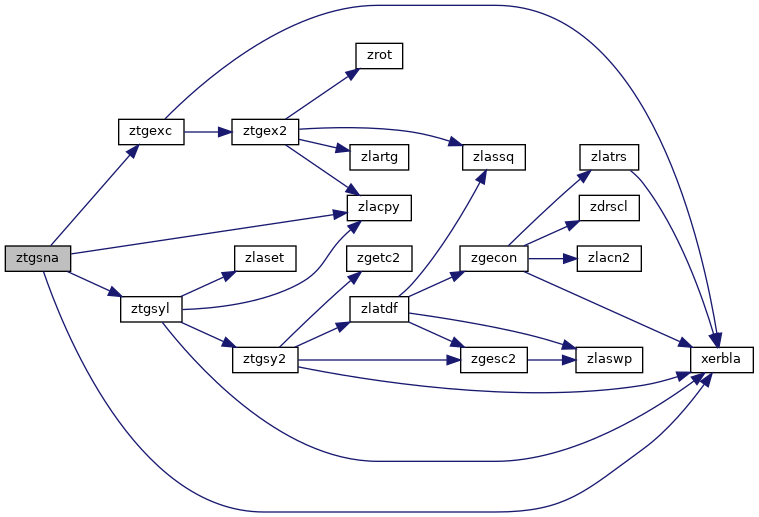 zrot
ztgexc
ztgex2
zlartg
zlassq
zlatrs
zlacpy
zdrscl
ztgsna
zlaset
zgetc2
zgecon
zlacn2
ztgsyl
zlatdf
ztgsy2
zgesc2
zlaswp
xerbla